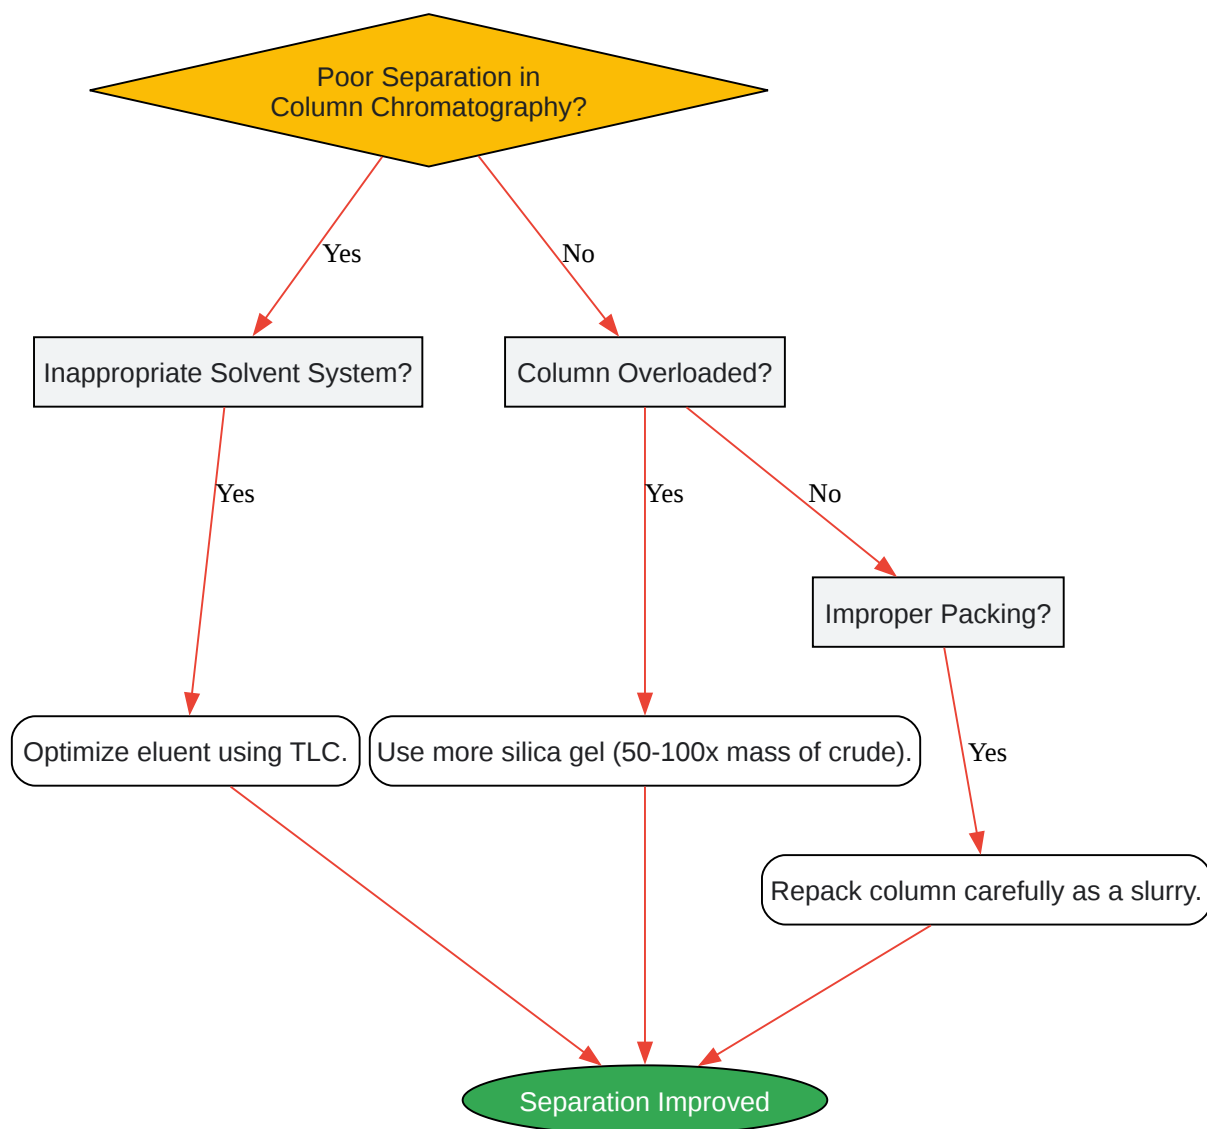 Poor Separation in
Column Chromatography?
Yes
No
Inappropriate Solvent System?
Column Overloaded?
Yes
Yes
No
Improper Packing?
Optimize eluent using TLC.
Use more silica gel (50-100x mass of crude).
Yes
Repack column carefully as a slurry.
Separation Improved